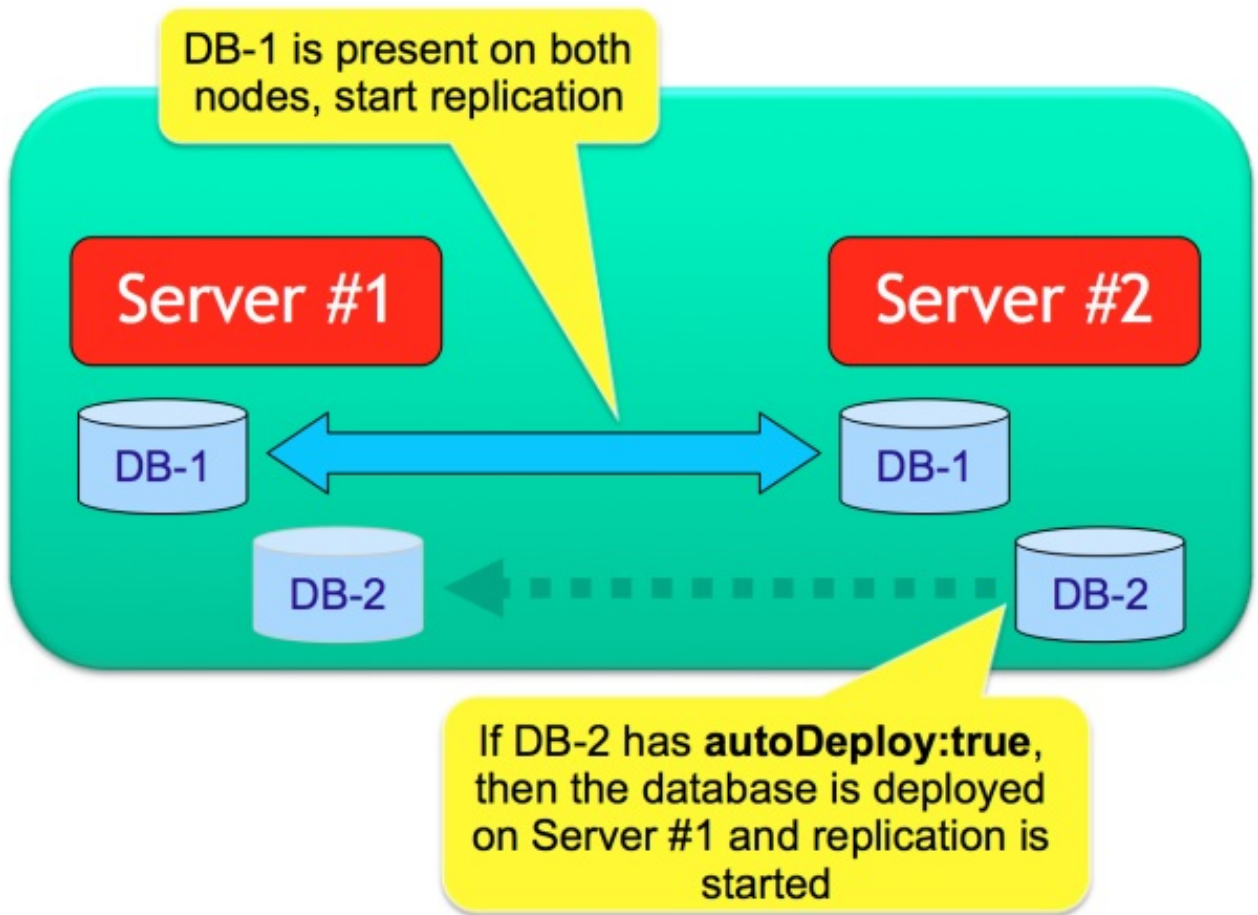 DB-1 is present on both
nodes, start replication
Server #1
Server #2
DB-1
DB-1
DB-2
DB-2
If DB-2 has autoDeploy:true,
then the database is deployed
on Server #1 and replication is
started